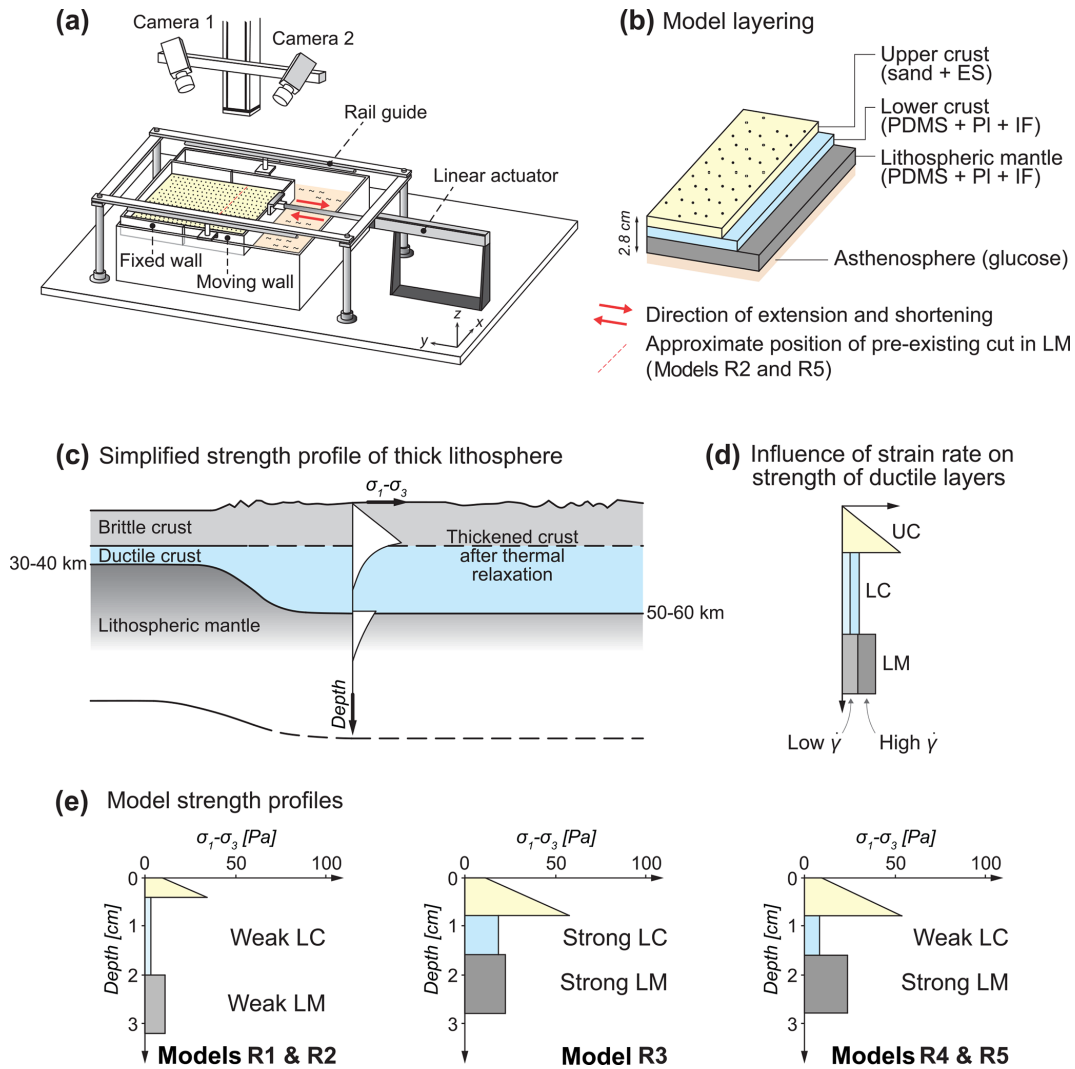 (a)
Camera 1
Camera 2
Rail guide
Linear actuator
Fixed wall
Moving wall
z
x
y
(b) Model layering
Upper crust
(sand + ES)
Lower crust
(PDMS + Pl + IF)
Lithospheric mantle
(PDMS + Pl + IF)
2.8 cm
Asthenosphere (glucose)
Direction of extension and shortening
Approximate position of pre-existing cut in LM
(Models R2 and R5)
(c) Simplified strength profile of thick lithosphere
σ₁-σ₃
Brittle crust
Ductile crust
30-40 km
Lithospheric mantle
Thickened crust
after thermal
relaxation
50-60 km
Depth
(d) Influence of strain rate on
strength of ductile layers
UC
LC
LM
Low γ̇
High γ̇
(e) Model strength profiles
σ₁-σ₃ [Pa]
0 50 100
0
1
2
3
Depth [cm]
Weak LC
Weak LM
Models R1 & R2
σ₁-σ₃ [Pa]
0 50 100
0
1
2
3
Depth [cm]
Strong LC
Strong LM
Model R3
σ₁-σ₃ [Pa]
0 50 100
0
1
2
3
Depth [cm]
Weak LC
Strong LM
Models R4 & R5